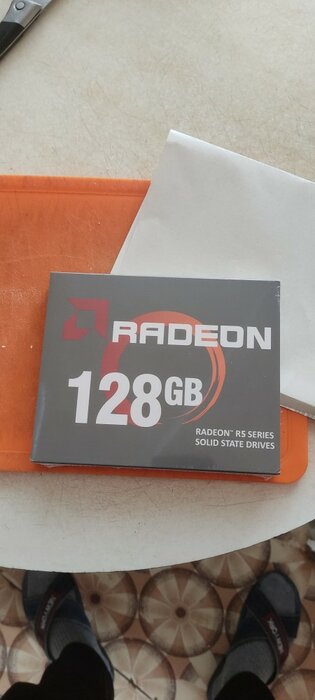 RADEON
128GB
RADEON™ R5 SERIES
SOLID STATE DRIVES